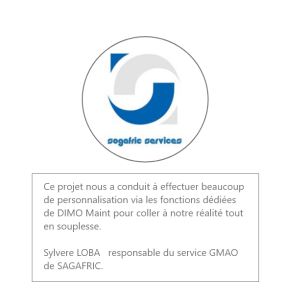 sogafric services
Ce projet nous a conduit à effectuer beaucoup
de personnalisation via les fonctions dédiées
de DIMO Maint pour coller à notre réalité tout
en souplesse.
Sylvere LOBA responsable du service GMAO
de SAGAFRIC.